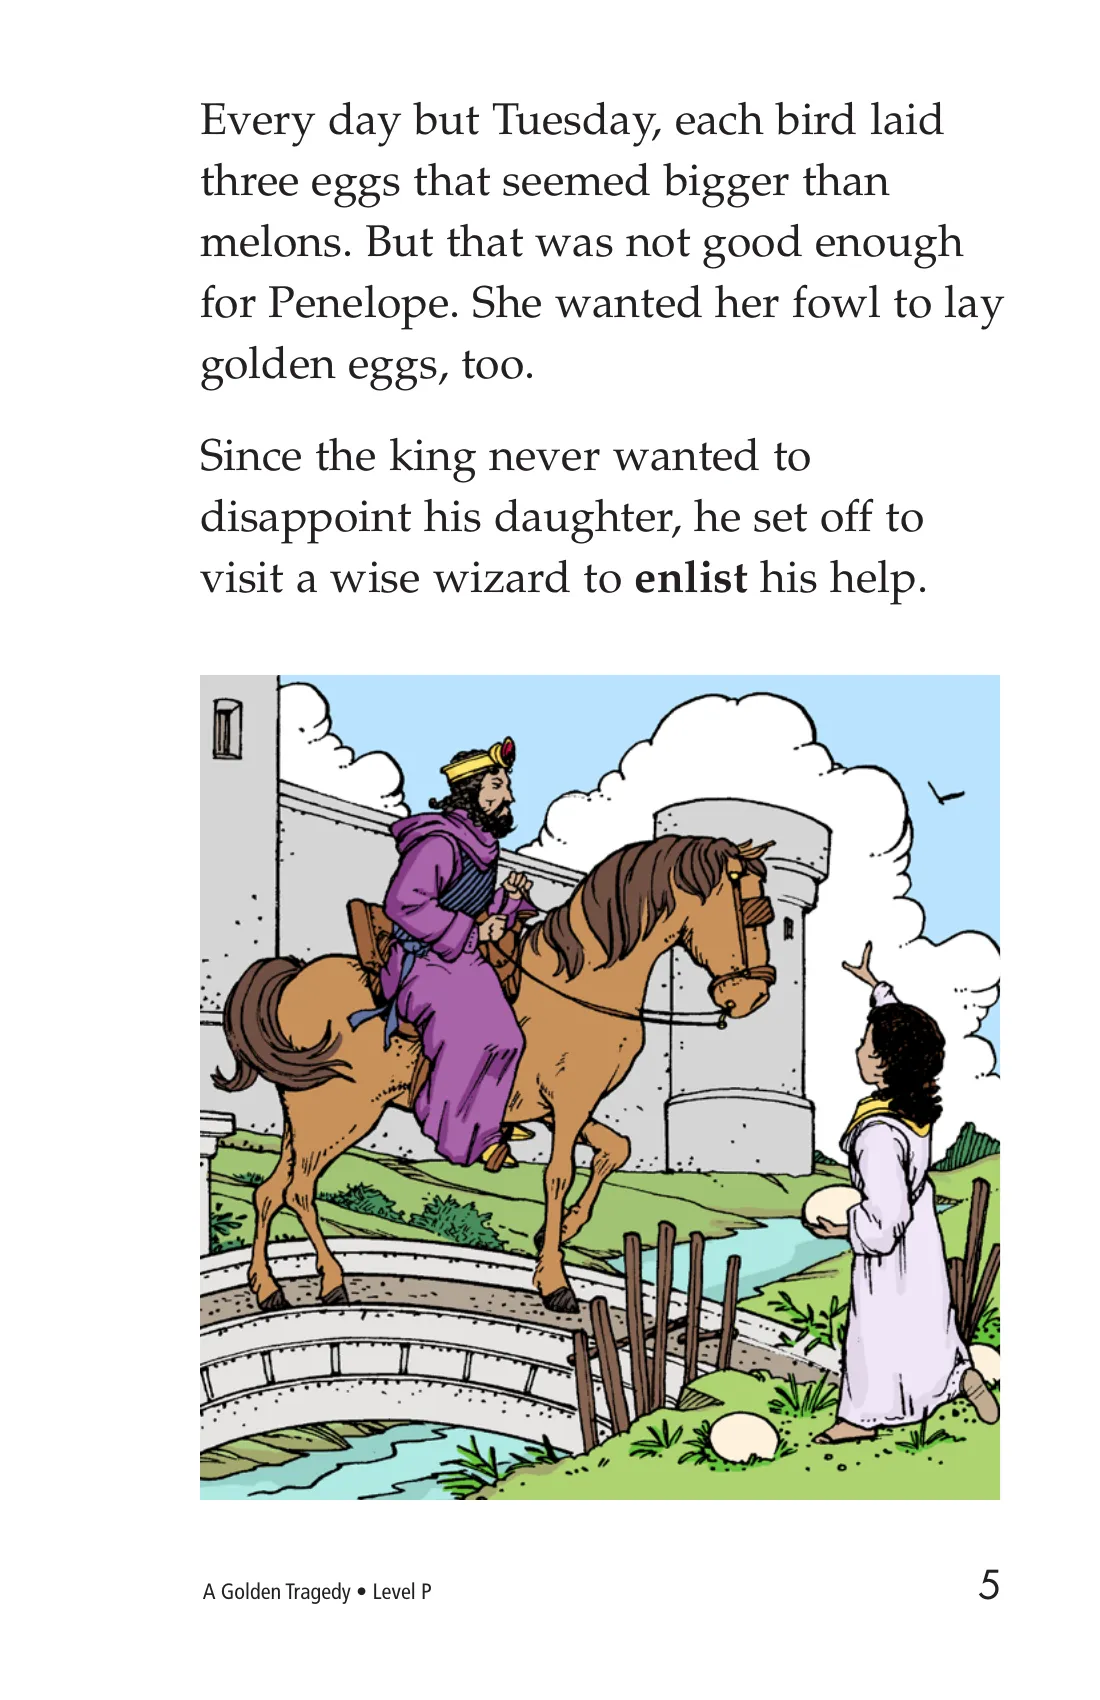 Every day but Tuesday, each bird laid
three eggs that seemed bigger than
melons. But that was not good enough
for Penelope. She wanted her fowl to lay
golden eggs, too.
Since the king never wanted to
disappoint his daughter, he set off to
visit a wise wizard to enlist his help.
A Golden Tragedy • Level P
5